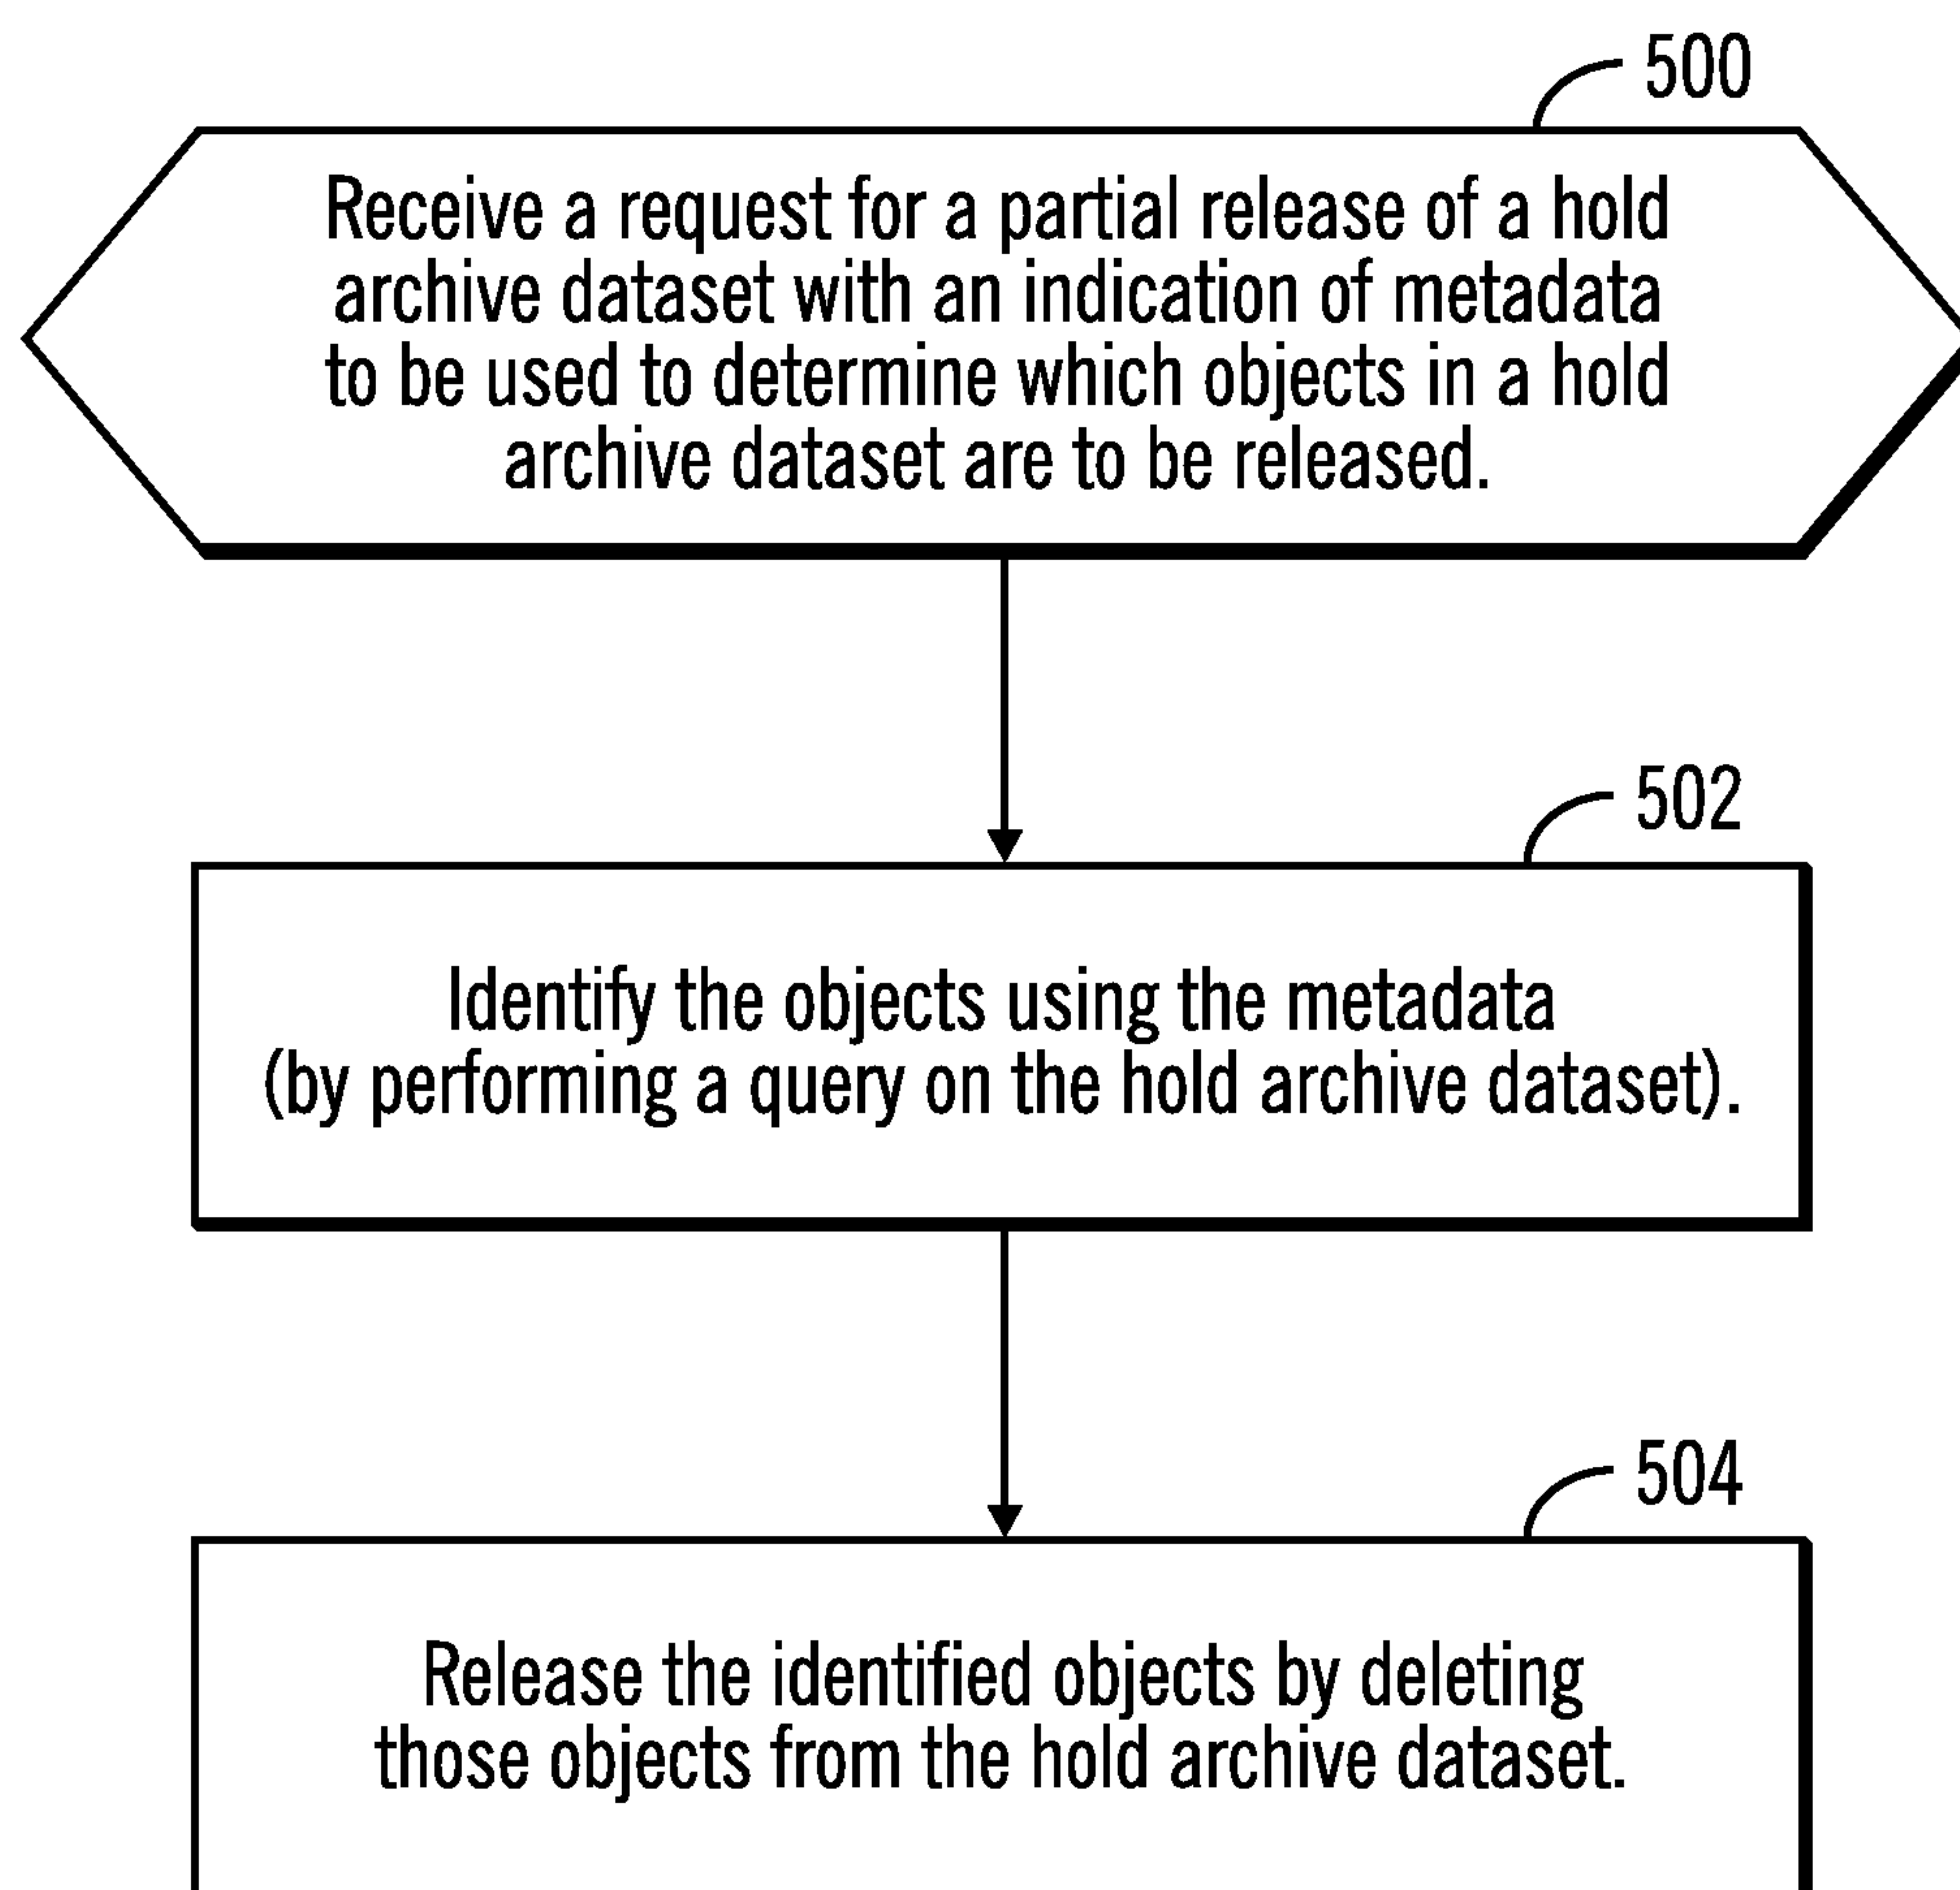 500
Receive a request for a partial release of a hold
archive dataset with an indication of metadata
to be used to determine which objects in a hold
archive dataset are to be released.
502
Identify the objects using the metadata
(by performing a query on the hold archive dataset).
504
Release the identified objects by deleting
those objects from the hold archive dataset.